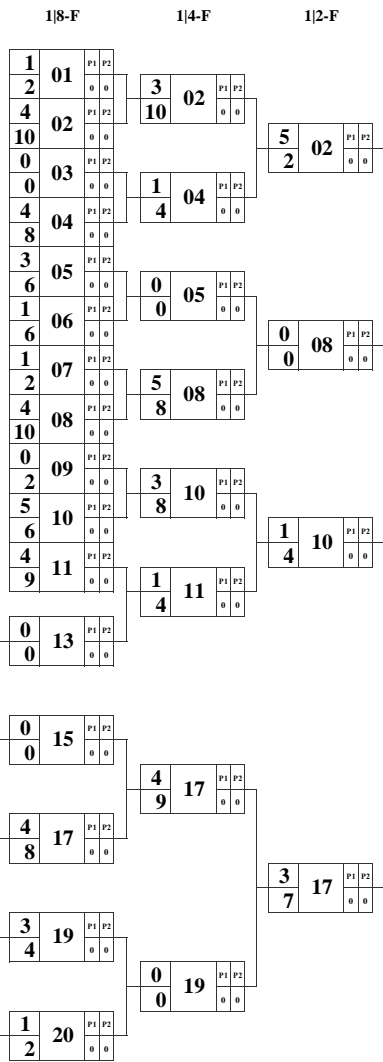 1|8-F 1|4-F 1|2-F
1 01 P1 P2
2 0 0
4 02 P1 P2
10 0 0
0 03 P1 P2
0 0 0
4 04 P1 P2
8 0 0
3 05 P1 P2
6 0 0
1 06 P1 P2
6 0 0
1 07 P1 P2
2 0 0
4 08 P1 P2
10 0 0
0 09 P1 P2
2 0 0
5 10 P1 P2
6 0 0
4 11 P1 P2
9 0 0
0 13 P1 P2
0 0 0
0 15 P1 P2
0 0 0
4 17 P1 P2
8 0 0
3 19 P1 P2
4 0 0
1 20 P1 P2
2 0 0
3 02 P1 P2
10 0 0
1 04 P1 P2
4 0 0
0 05 P1 P2
0 0 0
5 08 P1 P2
8 0 0
3 10 P1 P2
8 0 0
1 11 P1 P2
4 0 0
4 17 P1 P2
9 0 0
0 19 P1 P2
0 0 0
5 02 P1 P2
2 0 0
0 08 P1 P2
0 0 0
1 10 P1 P2
4 0 0
3 17 P1 P2
7 0 0